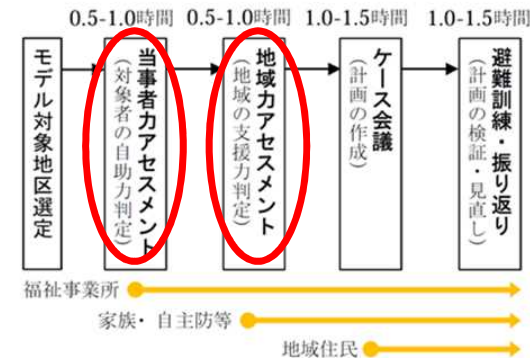 0.5-1.0時間
0.5-1.0時間
1.0-1.5時間
1.0-1.5時間
モデル対象地区選定
当事者力アセスメント
(対象者の自助力判定)
地域力アセスメント
(地域の支援力判定)
ケース会議
(計画の作成)
避難訓練・振り返り
(計画の検証・見直し)
福祉事業所
家族・自主防等
地域住民